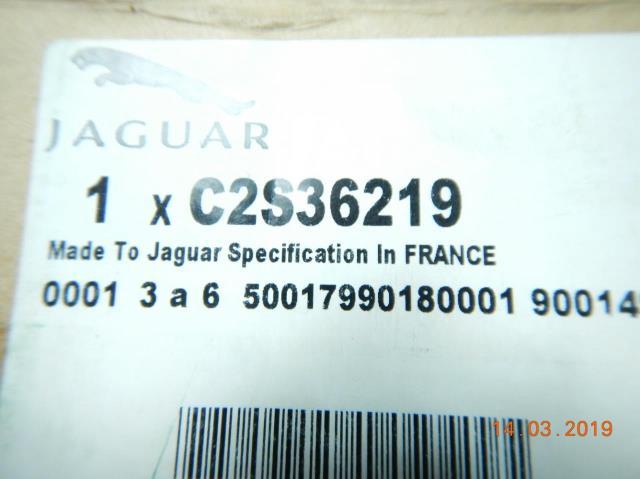 JAGUAR
1 x C2S36219
Made To Jaguar Specification In FRANCE
0001 3 a 6 50017990180001 90014
14.03.2019